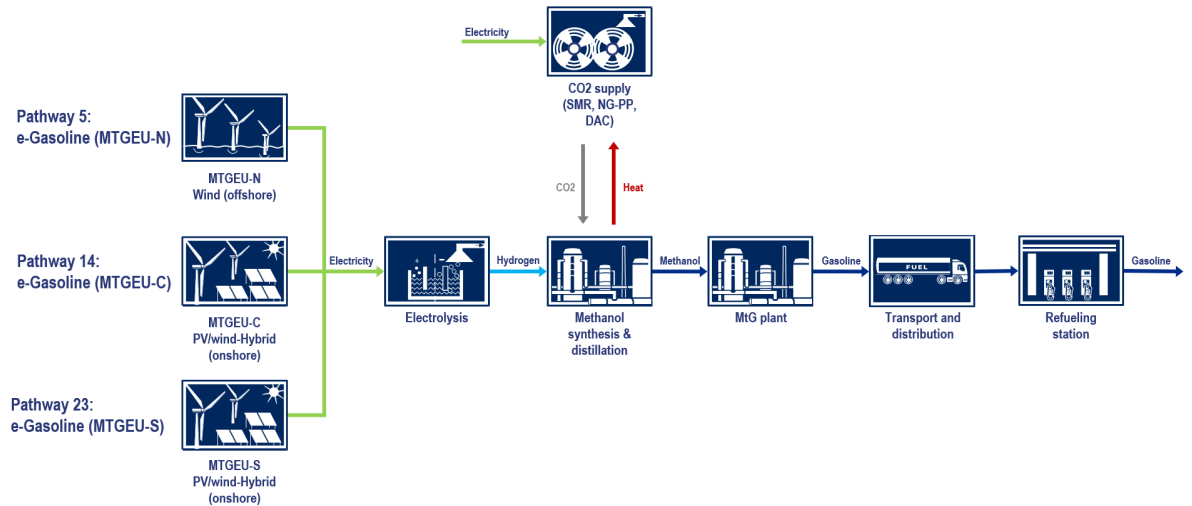 Electricity
CO2 supply
(SMR, NG-PP,
DAC)
Pathway 5:
e-Gasoline (MTGEU-N)
MTGEU-N
Wind (offshore)
CO2
Heat
Pathway 14:
e-Gasoline (MTGEU-C)
MTGEU-C
PV/wind-Hybrid
(onshore)
Electricity
Electrolysis
Hydrogen
Methanol
synthesis &
distillation
Methanol
MtG plant
Gasoline
FUEL
Transport and
distribution
Refueling
station
Gasoline
Pathway 23:
e-Gasoline (MTGEU-S)
MTGEU-S
PV/wind-Hybrid
(onshore)